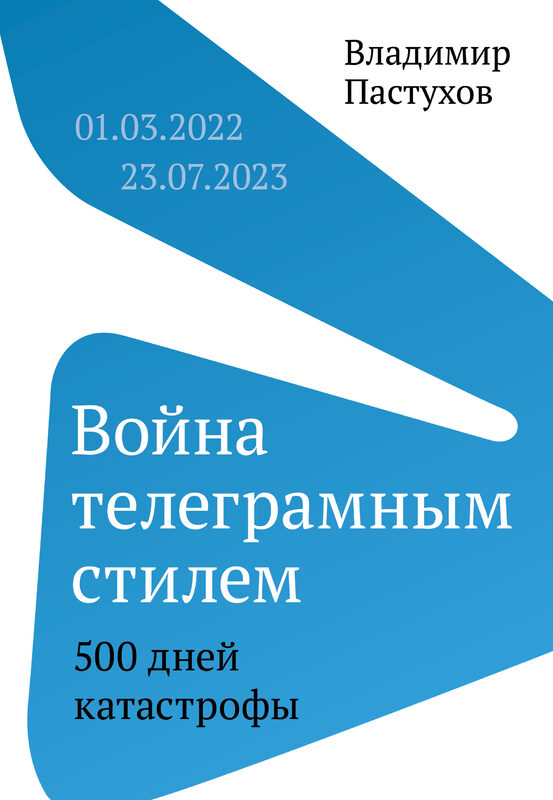 Владимир
Пастухов
01.03.2022
23.07.2023
Война
телеграмным
стилем
500 дней
катастрофы